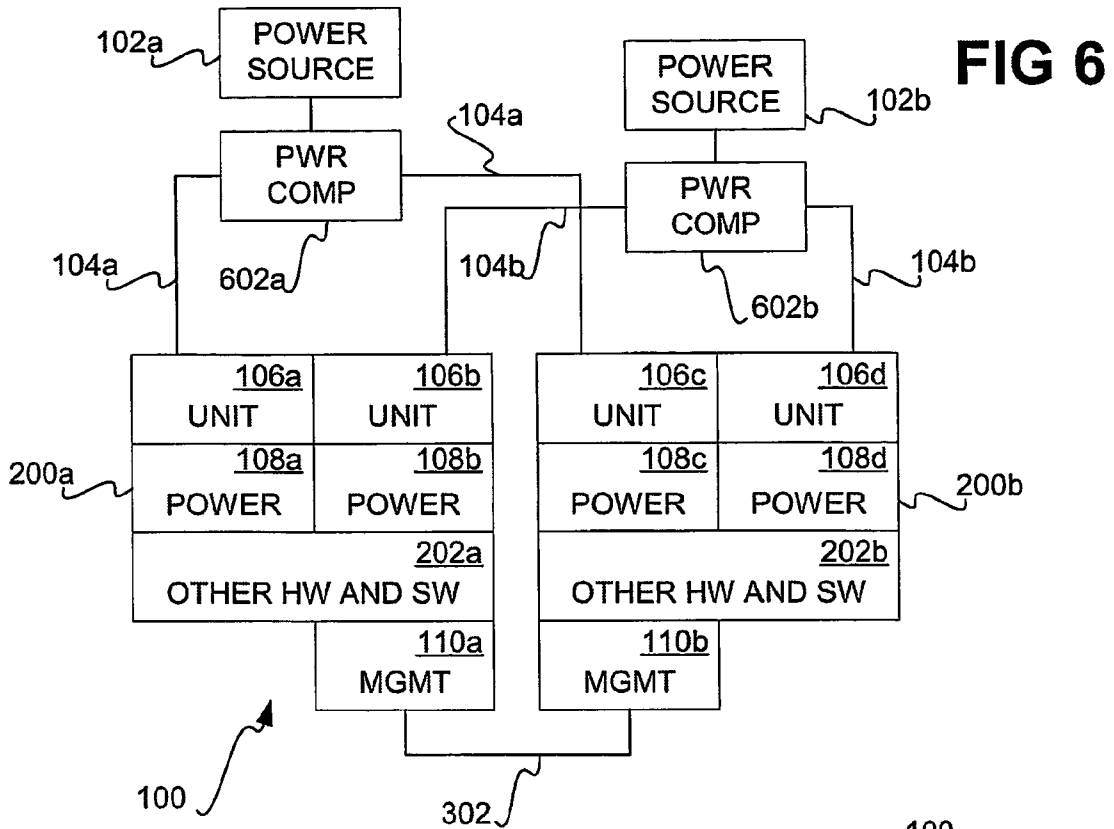 FIG 6
102a
POWER
SOURCE
POWER
SOURCE
102b
104a
PWR
COMP
PWR
COMP
104a
602a
104b
602b
104b
106a
UNIT
106b
UNIT
106c
UNIT
106d
UNIT
200a
108a
POWER
108b
POWER
108c
POWER
108d
POWER
200b
202a
OTHER HW AND SW
202b
OTHER HW AND SW
110a
MGMT
110b
MGMT
100
302